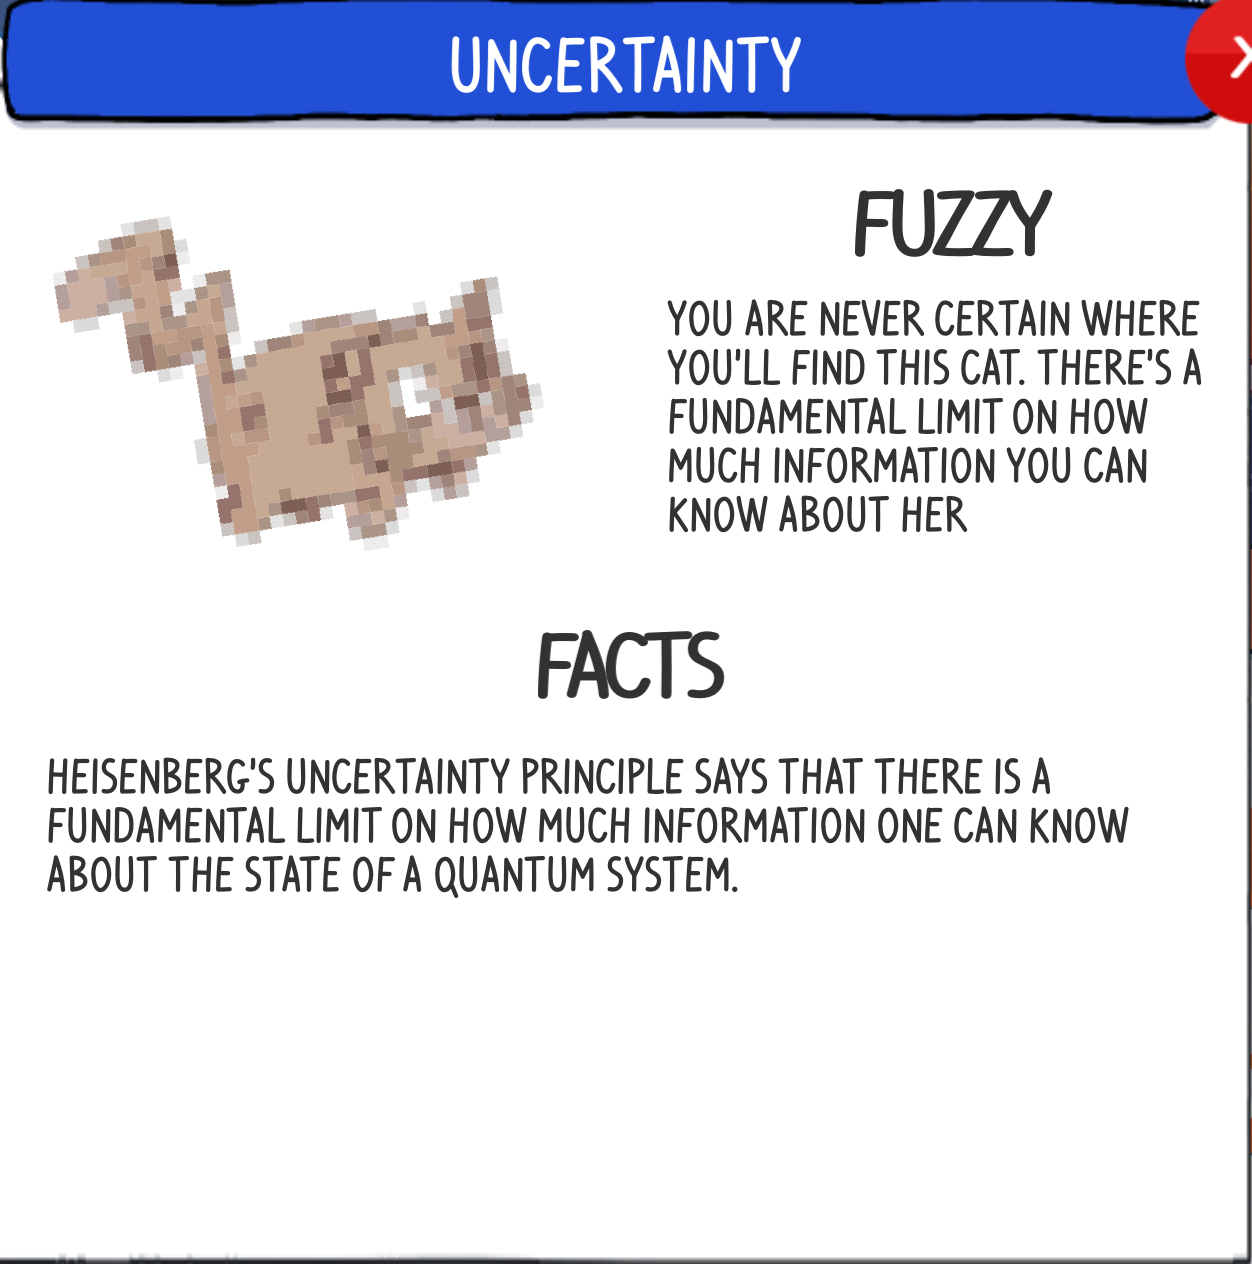 UNCERTAINTY
X
FUZZY
YOU ARE NEVER CERTAIN WHERE
YOU'LL FIND THIS CAT. THERE'S A
FUNDAMENTAL LIMIT ON HOW
MUCH INFORMATION YOU CAN
KNOW ABOUT HER
FACTS
HEISENBERG'S UNCERTAINTY PRINCIPLE SAYS THAT THERE IS A
FUNDAMENTAL LIMIT ON HOW MUCH INFORMATION ONE CAN KNOW
ABOUT THE STATE OF A QUANTUM SYSTEM.